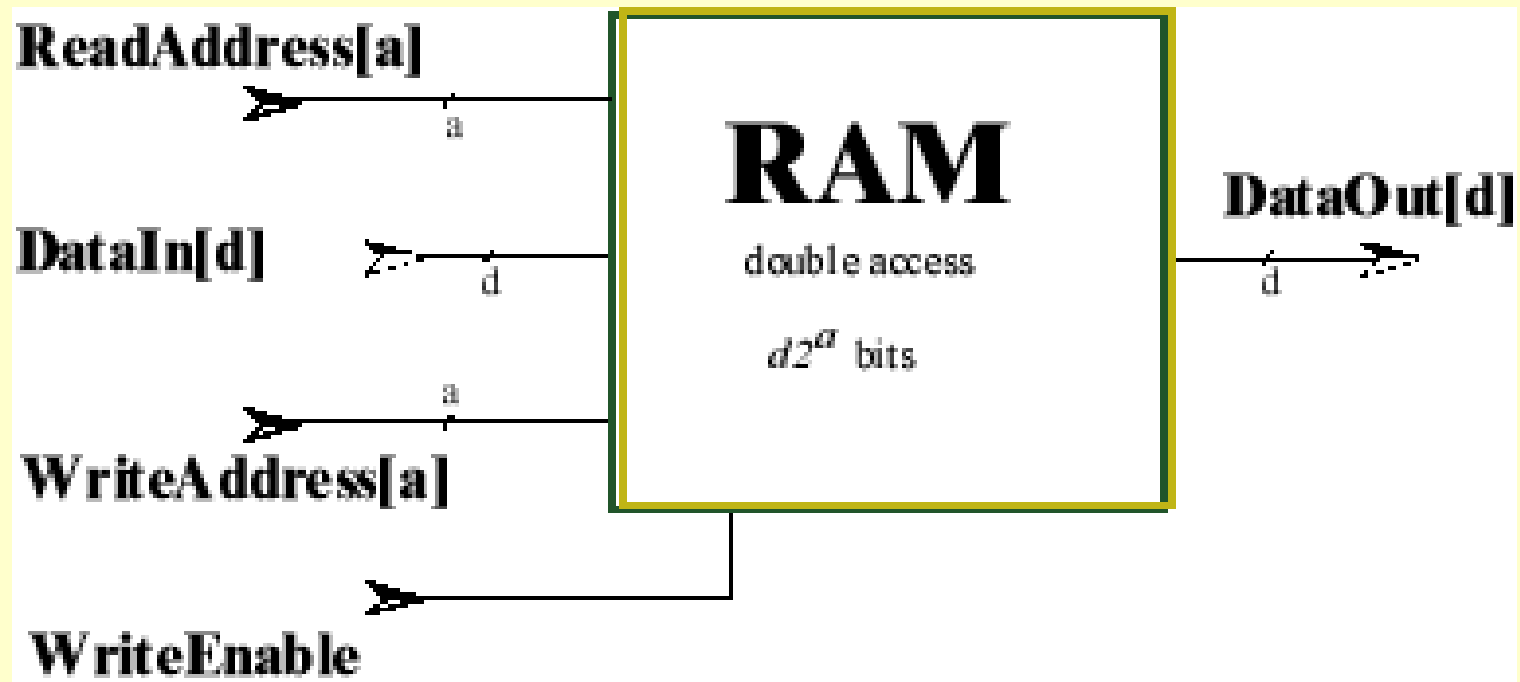 ReadAddress[a]
a
RAM
DataOut[d]
DataIn[d]
d
double access
d
d2^a bits
a
WriteAddress[a]
WriteEnable